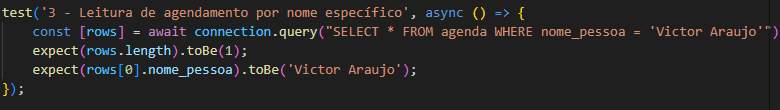 test('3 - Leitura de agendamento por nome específico', async () => {
    const [rows] = await connection.query("SELECT * FROM agenda WHERE nome_pessoa = 'Victor Araujo'")
    expect(rows.length).toBe(1);
    expect(rows[0].nome_pessoa).toBe('Victor Araujo');
});